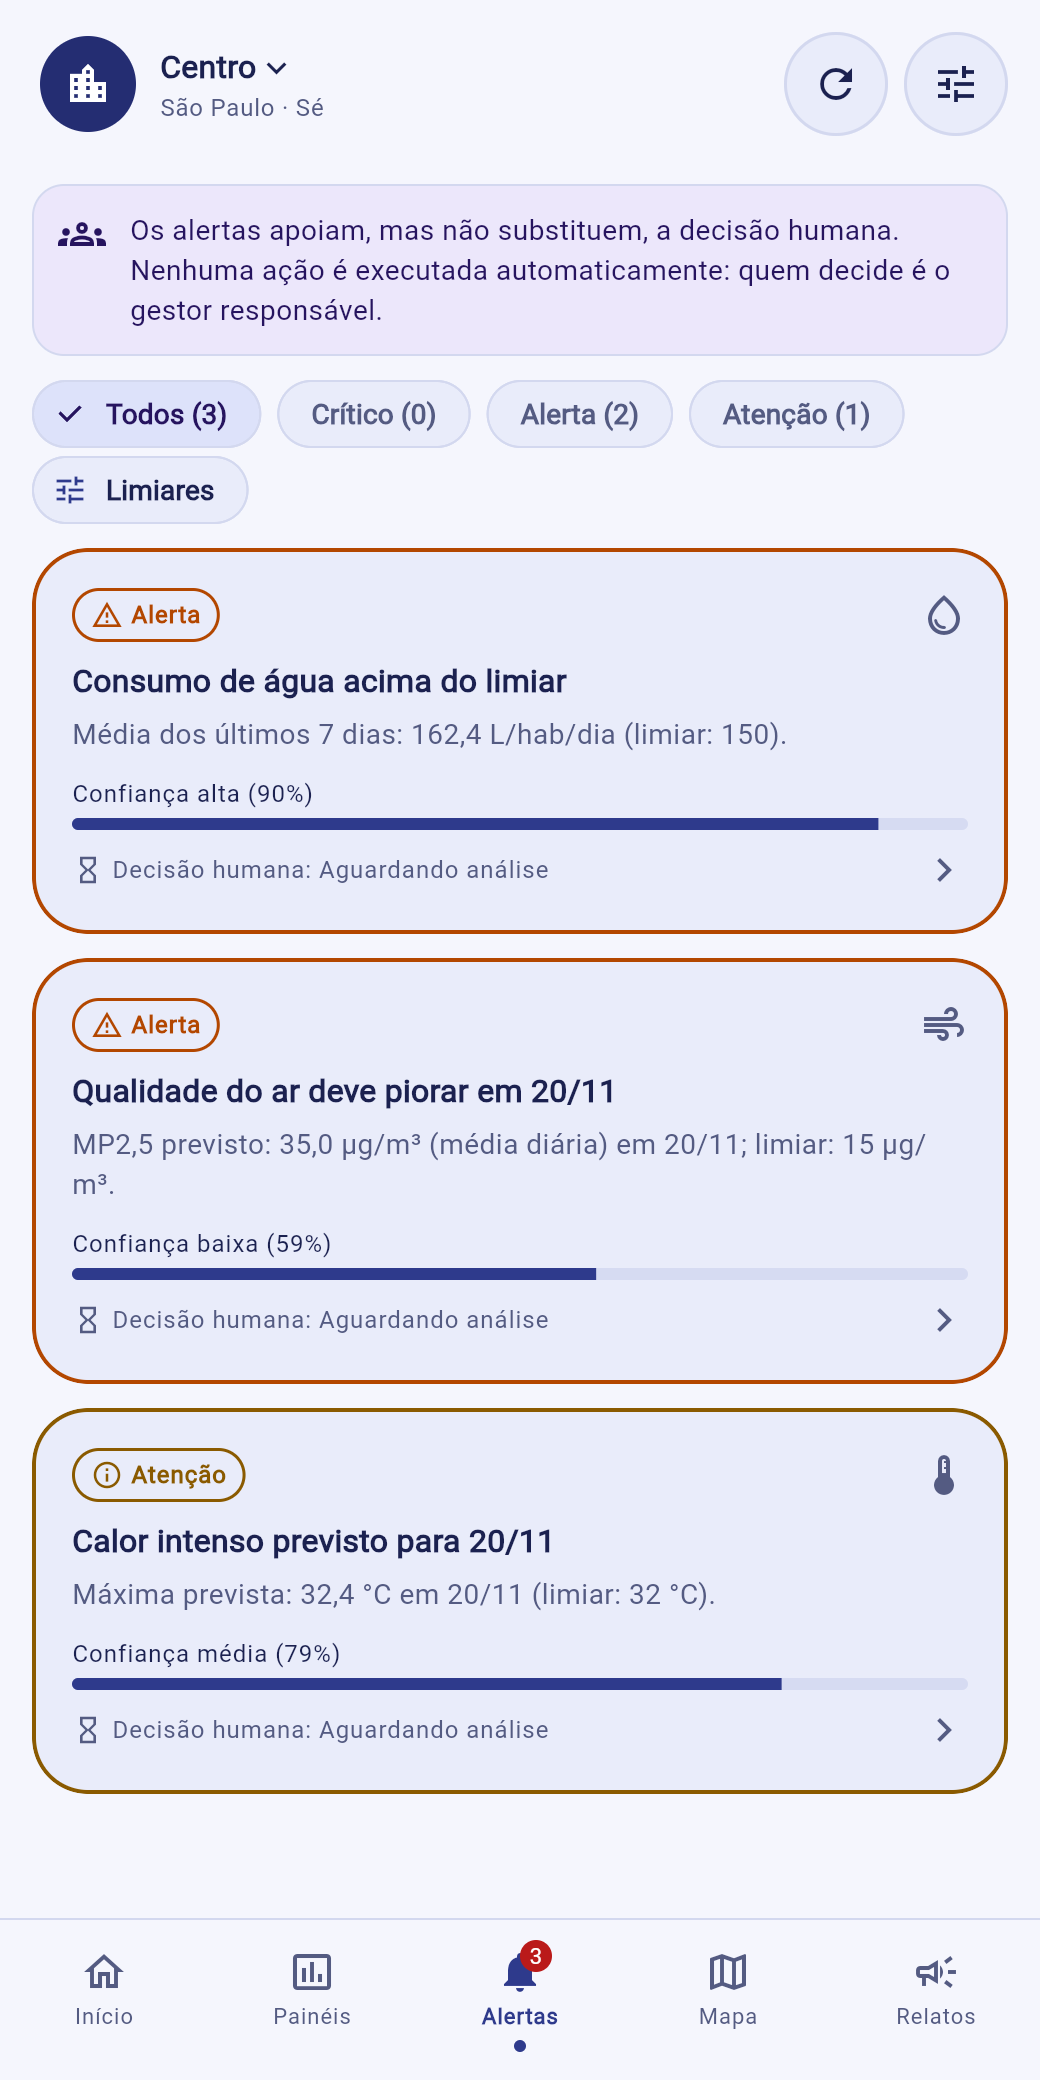 Centro
São Paulo · Sé
Os alertas apoiam, mas não substituem, a decisão humana.
Nenhuma ação é executada automaticamente: quem decide é o
gestor responsável.
Todos (3)
Crítico (0)
Alerta (2)
Atenção (1)
Limiares
Alerta
Consumo de água acima do limiar
Média dos últimos 7 dias: 162,4 L/hab/dia (limiar: 150).
Confiança alta (90%)
Decisão humana: Aguardando análise
Alerta
Qualidade do ar deve piorar em 20/11
MP2,5 previsto: 35,0 µg/m³ (média diária) em 20/11; limiar: 15 µg/
m³.
Confiança baixa (59%)
Decisão humana: Aguardando análise
Atenção
Calor intenso previsto para 20/11
Máxima prevista: 32,4 °C em 20/11 (limiar: 32 °C).
Confiança média (79%)
Decisão humana: Aguardando análise
3
Início
Painéis
Alertas
Mapa
Relatos